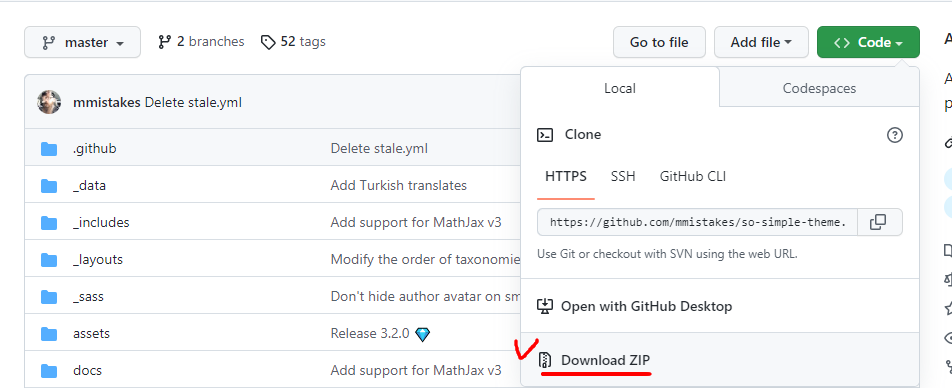 master 2 branches 52 tags Go to file Add file Code
mmistakes Delete stale.yml
Local Codespaces
Clone
.github Delete stale.yml
HTTPS SSH GitHub CLI
_data Add Turkish translates
_includes Add support for MathJax v3
https://github.com/mmistakes/so-simple-theme.
Use Git or checkout with SVN using the web URL.
_layouts Modify the order of taxonomie
_sass Don't hide author avatar on sm
Open with GitHub Desktop
assets Release 3.2.0
Download ZIP
docs Add support for MathJax v3